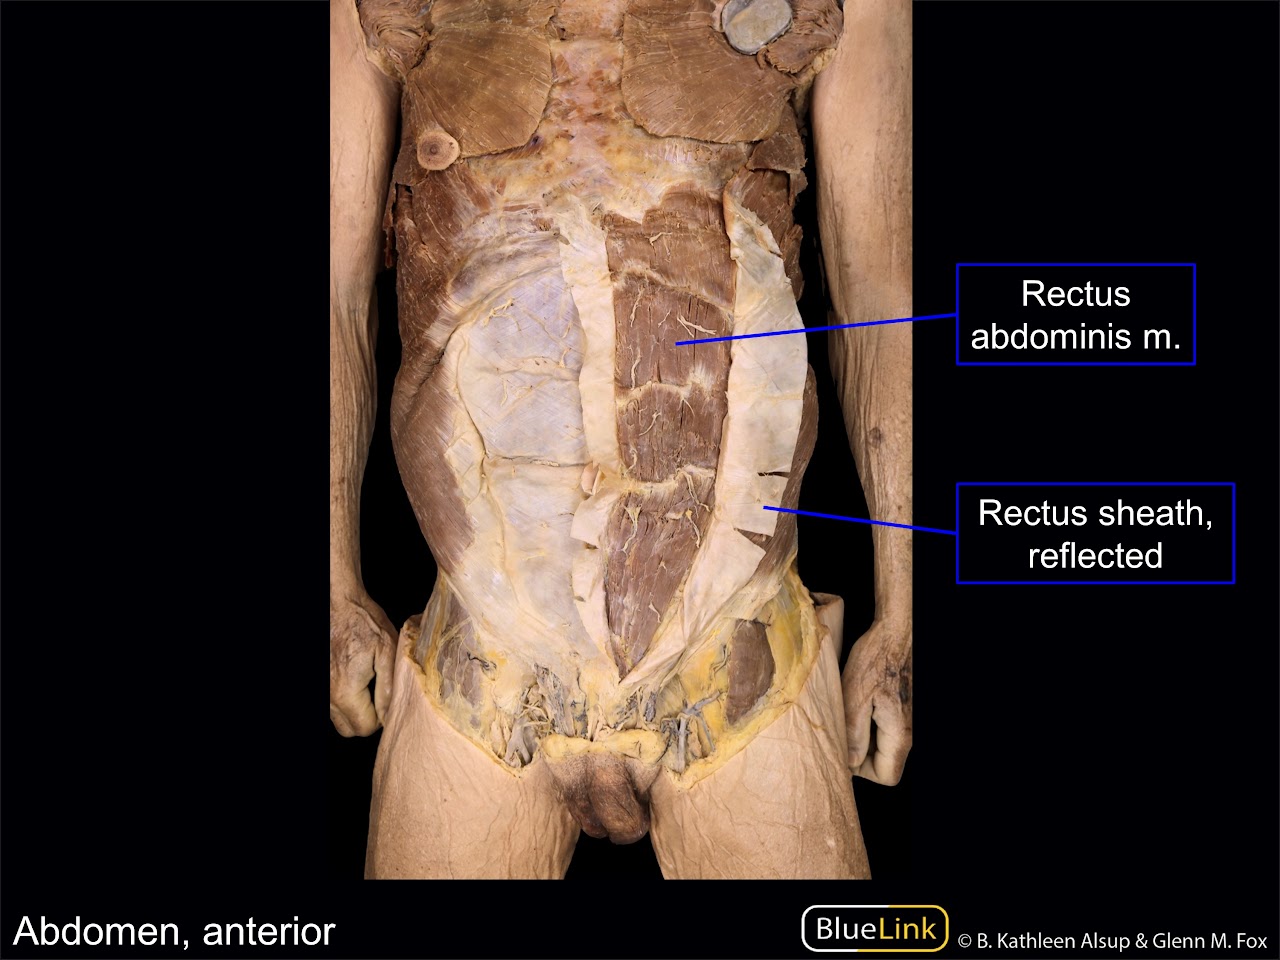 Rectus
abdominis m.
Rectus sheath,
reflected
Abdomen, anterior
BlueLink
© B. Kathleen Alsup & Glenn M. Fox